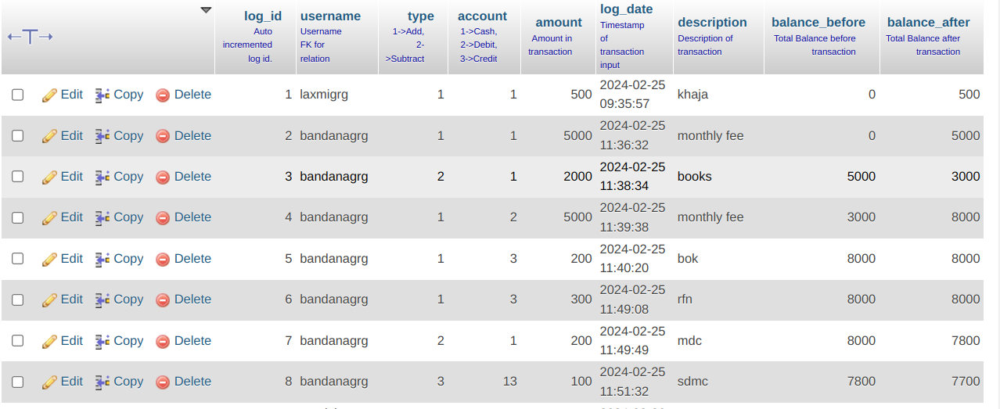 log_id username type account amount log_date description balance_before balance_after
Auto incremented log id. Username FK for relation 1->Add, 2->Subtract 1->Cash, 2->Debit, 3->Credit Amount in transaction Timestamp of transaction input Description of transaction Total Balance before transaction Total Balance after transaction
Edit Copy Delete 1 laxmigrg 1 1 500 2024-02-25 09:35:57 khaja 0 500
Edit Copy Delete 2 bandanagrg 1 1 5000 2024-02-25 11:36:32 monthly fee 0 5000
Edit Copy Delete 3 bandanagrg 2 1 2000 2024-02-25 11:38:34 books 5000 3000
Edit Copy Delete 4 bandanagrg 1 2 5000 2024-02-25 11:39:38 monthly fee 3000 8000
Edit Copy Delete 5 bandanagrg 1 3 200 2024-02-25 11:40:20 bok 8000 8000
Edit Copy Delete 6 bandanagrg 1 3 300 2024-02-25 11:49:08 rfn 8000 8000
Edit Copy Delete 7 bandanagrg 2 1 200 2024-02-25 11:49:49 mdc 8000 7800
Edit Copy Delete 8 bandanagrg 3 13 100 2024-02-25 11:51:32 sdmc 7800 7700